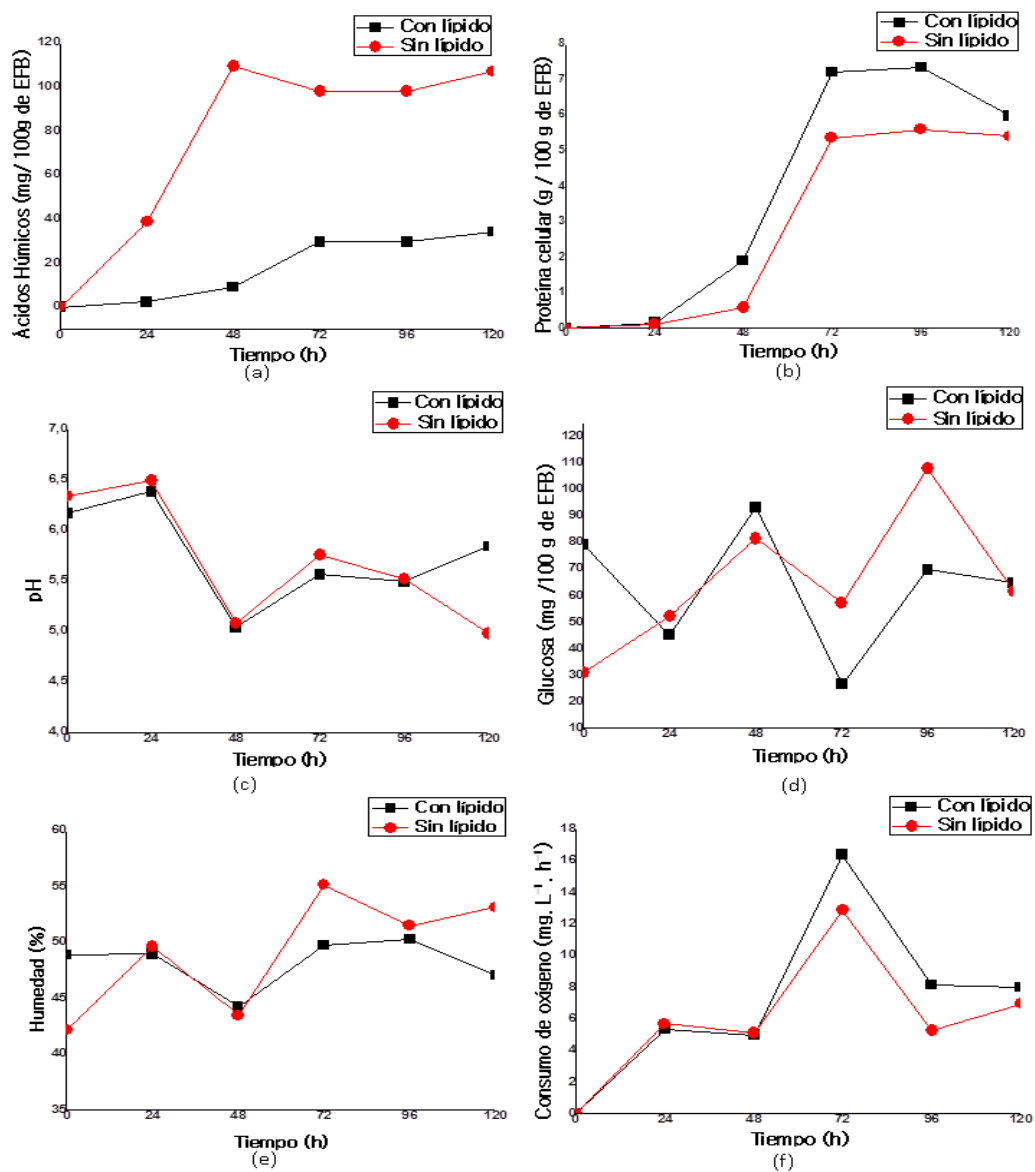 Con lípido
Sin lípido
Ácidos Húmicos (mg/ 100g de EFB)
120
100
80
60
40
20
0
0 24 48 72 96 120
Tiempo (h)
(a)
Con lípido
Sin lípido
Proteína celular (g / 100 g de EFB)
8
7
6
5
4
3
2
1
0
0 24 48 72 96 120
Tiempo (h)
(b)
Con lípido
Sin lípido
pH
7,0
6,5
6,0
5,5
5,0
4,5
4,0
0 24 48 72 96 120
Tiempo (h)
(c)
Con lípido
Sin lípido
Glucosa (mg /100 g de EFB)
120
110
100
90
80
70
60
50
40
30
20
10
0 24 48 72 96 120
Tiempo (h)
(d)
Con lípido
Sin lípido
Humedad (%)
60
55
50
45
40
35
0 24 48 72 96 120
Tiempo (h)
(e)
Con lípido
Sin lípido
Consumo de oxígeno (mg. L⁻¹. h⁻¹)
18
16
14
12
10
8
6
4
2
0
0 24 48 72 96 120
Tiempo (h)
(f)